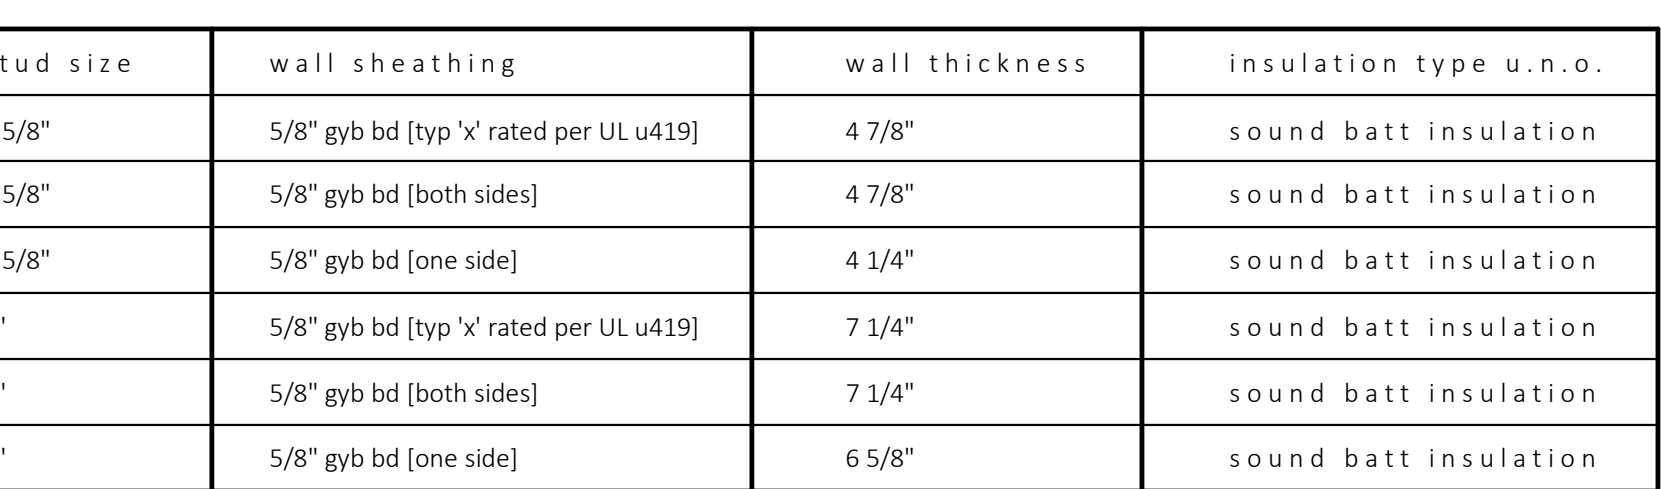 tud size wall sheathing wall thickness insulation type u.n.o.
5/8" 5/8" gyb bd [typ 'x' rated per UL u419] 4 7/8" sound batt insulation
5/8" 5/8" gyb bd [both sides] 4 7/8" sound batt insulation
5/8" 5/8" gyb bd [one side] 4 1/4" sound batt insulation
" 5/8" gyb bd [typ 'x' rated per UL u419] 7 1/4" sound batt insulation
" 5/8" gyb bd [both sides] 7 1/4" sound batt insulation
" 5/8" gyb bd [one side] 6 5/8" sound batt insulation